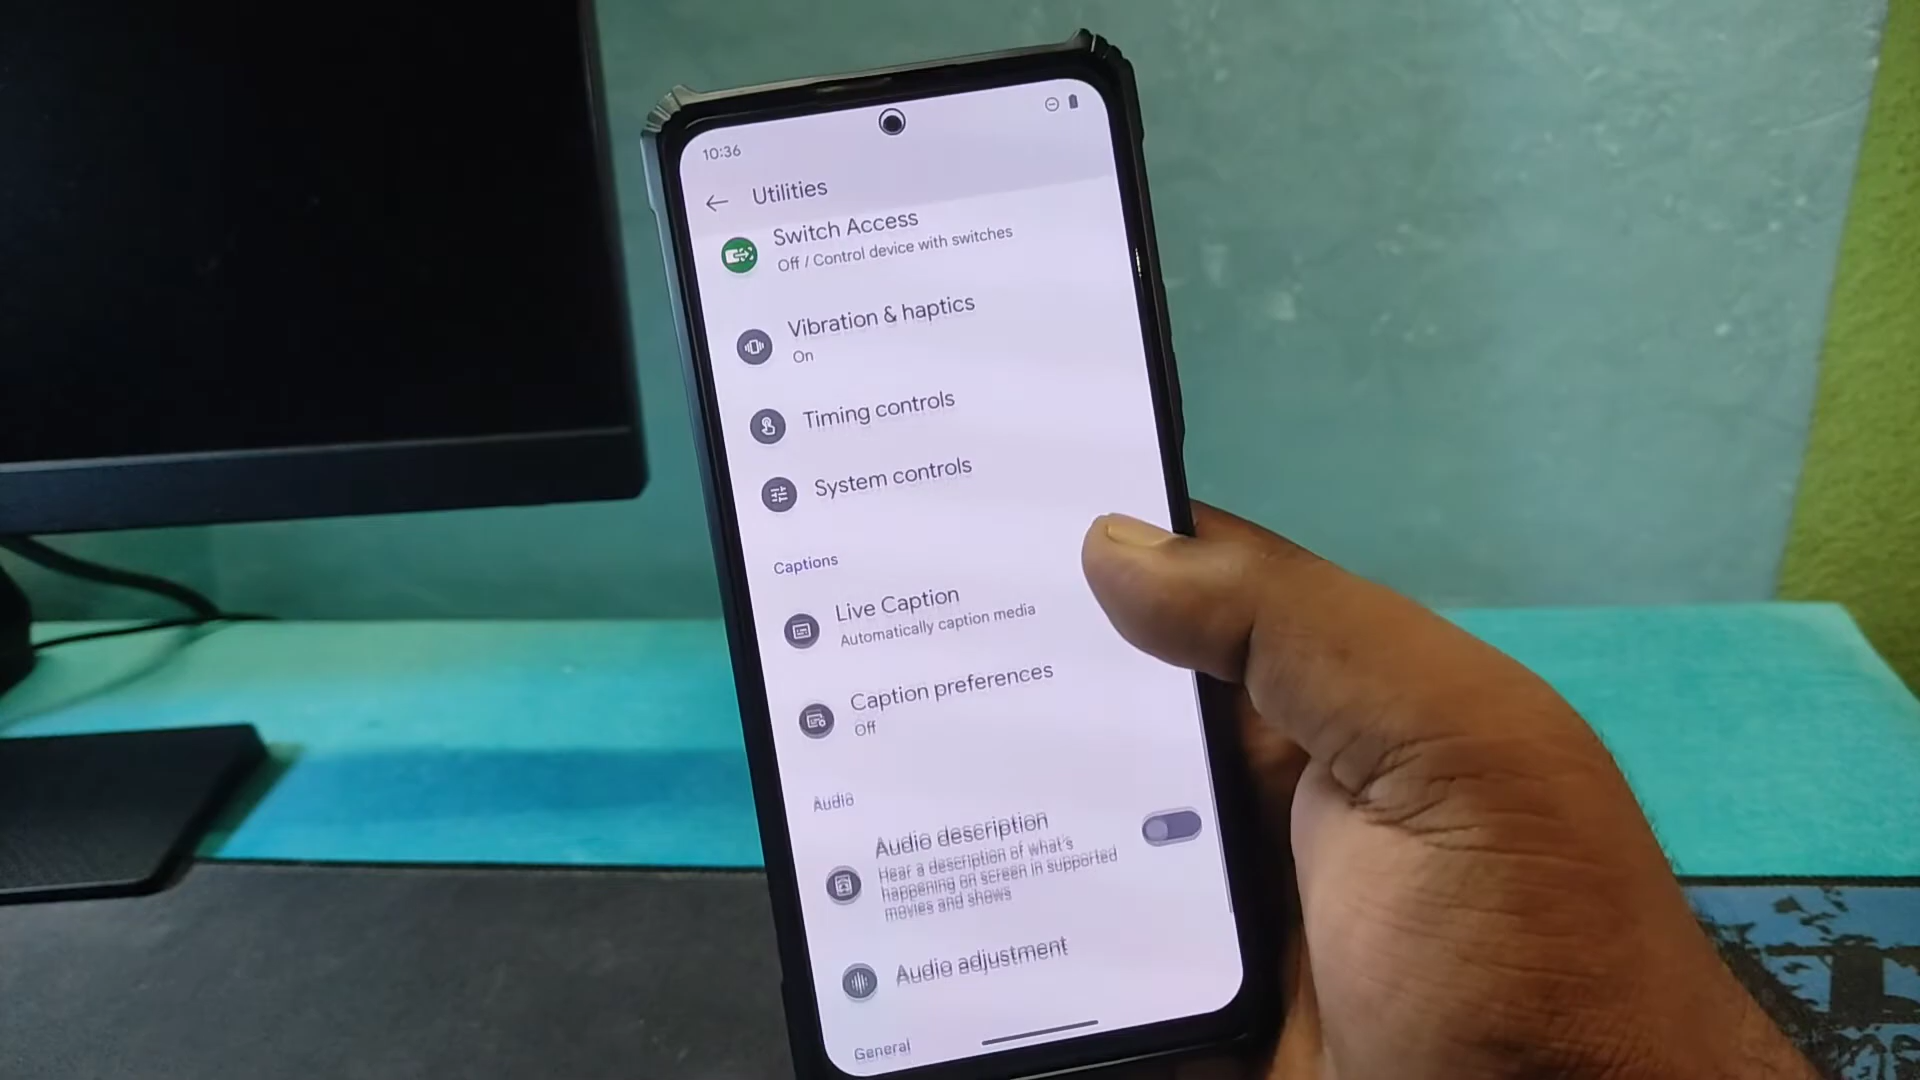 10:36
Utilities
Switch Access
Off / Control device with switches
Vibration & haptics
On
Timing controls
System controls
Captions
Live Caption
Automatically caption media
Caption preferences
Off
Audio
Audio description
Hear a description of what's
happening on screen in supported
movies and shows
Audio adjustment
General